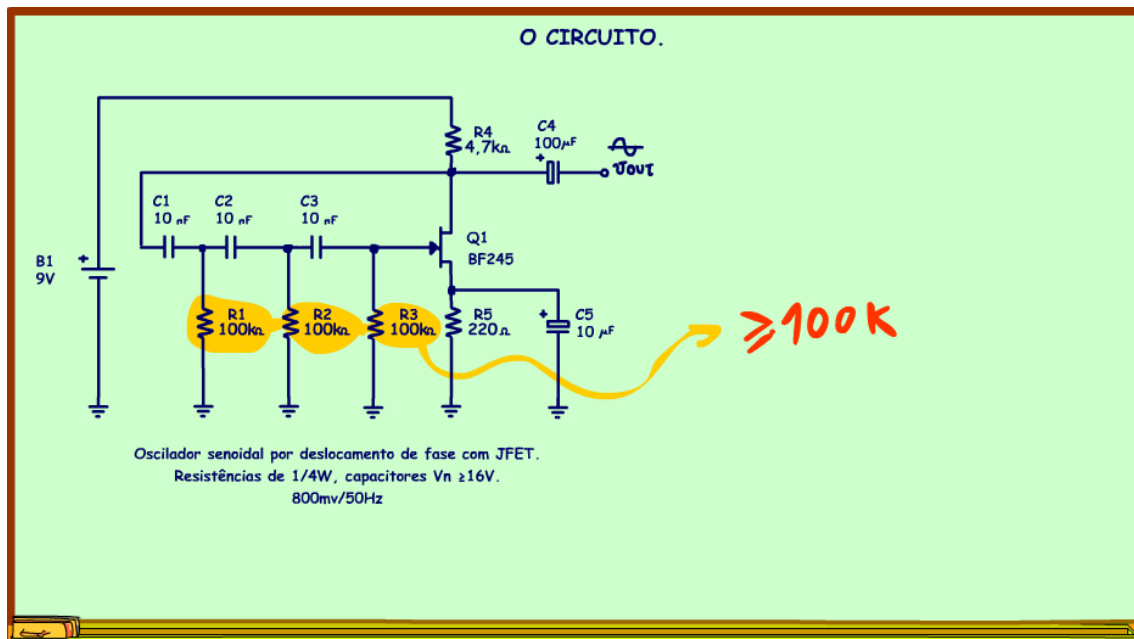 O CIRCUITO.
R4
4,7kΩ
C4
100µF
+
vout
C1
10 nF
C2
10 nF
C3
10 nF
Q1
BF245
B1
9V
+
R1
100kΩ
R2
100kΩ
R3
100kΩ
R5
220Ω
+
C5
10 µF
≥100K
Oscilador senoidal por deslocamento de fase com JFET.
Resistências de 1/4W, capacitores Vn ≥16V.
800mv/50Hz